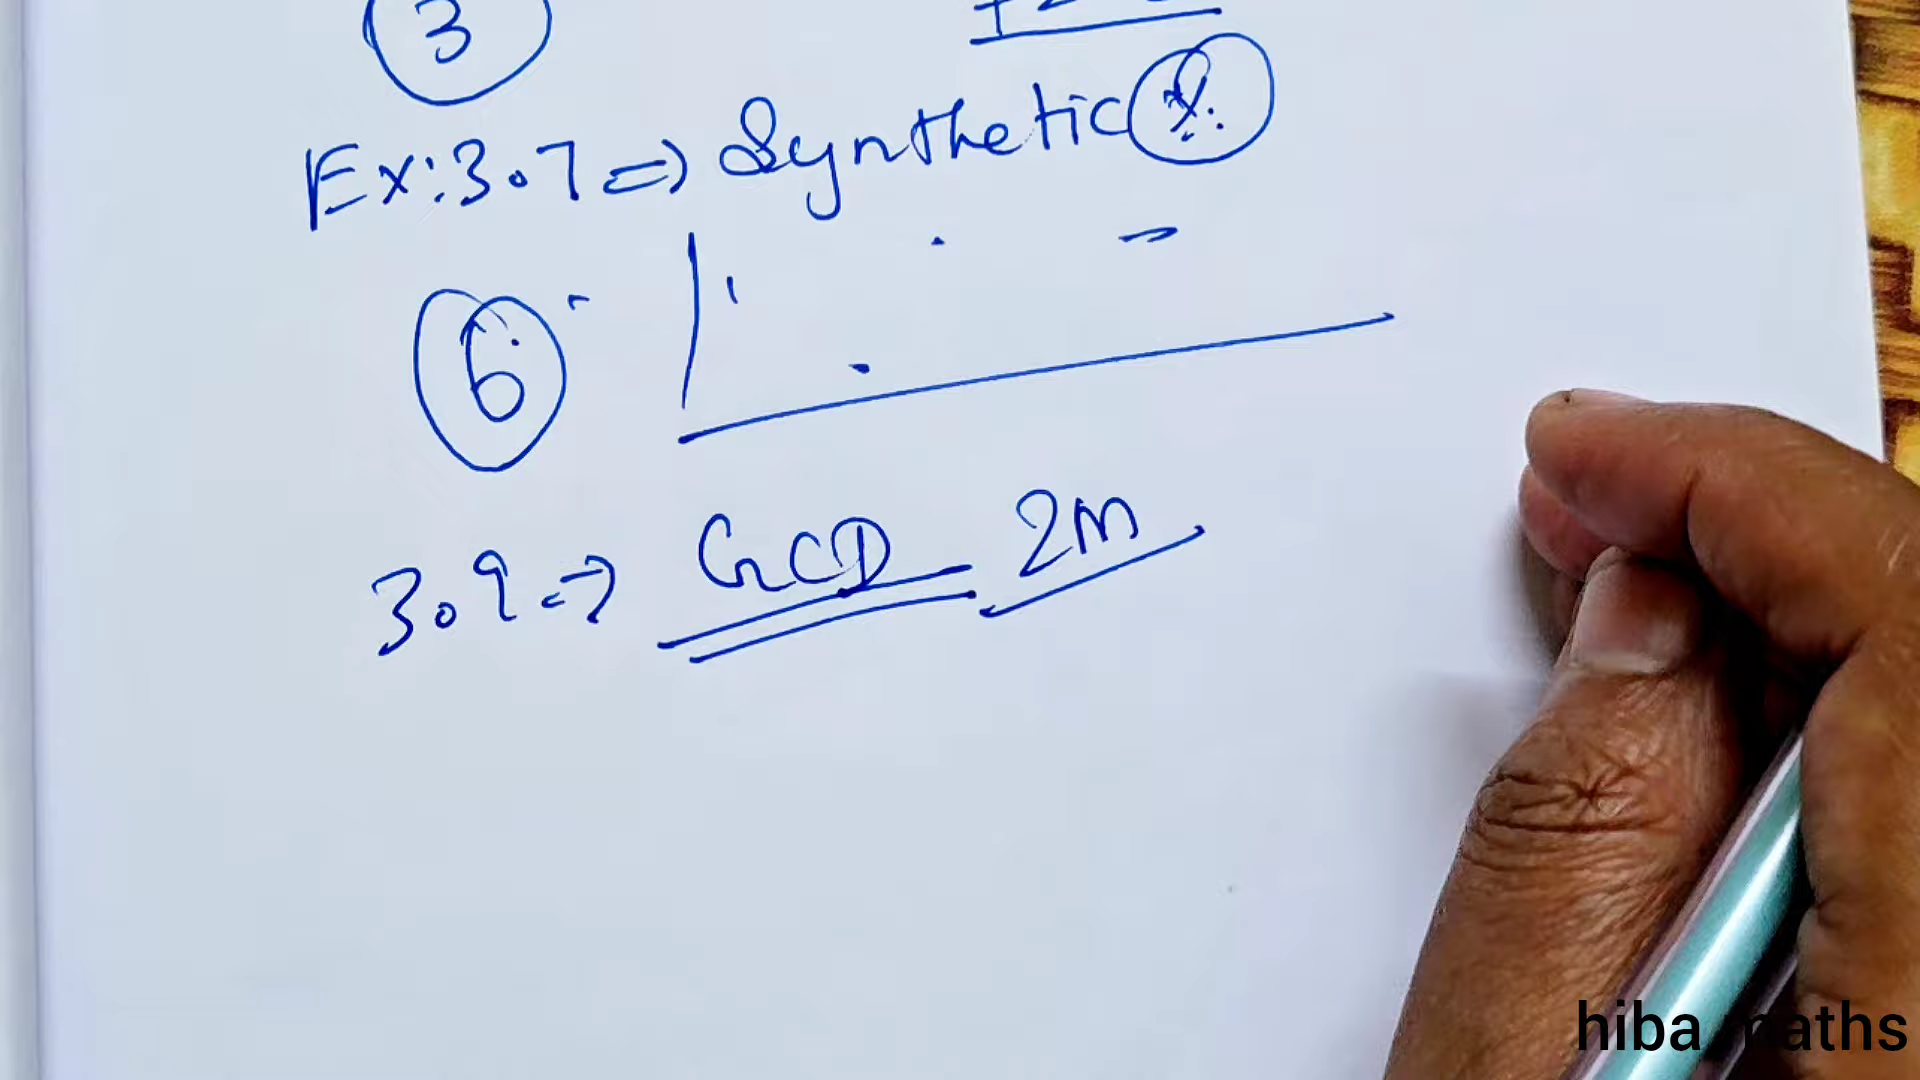 3
Ex:3.7 => Synthetic
6
3.9 => GCD 2M
hiba maths